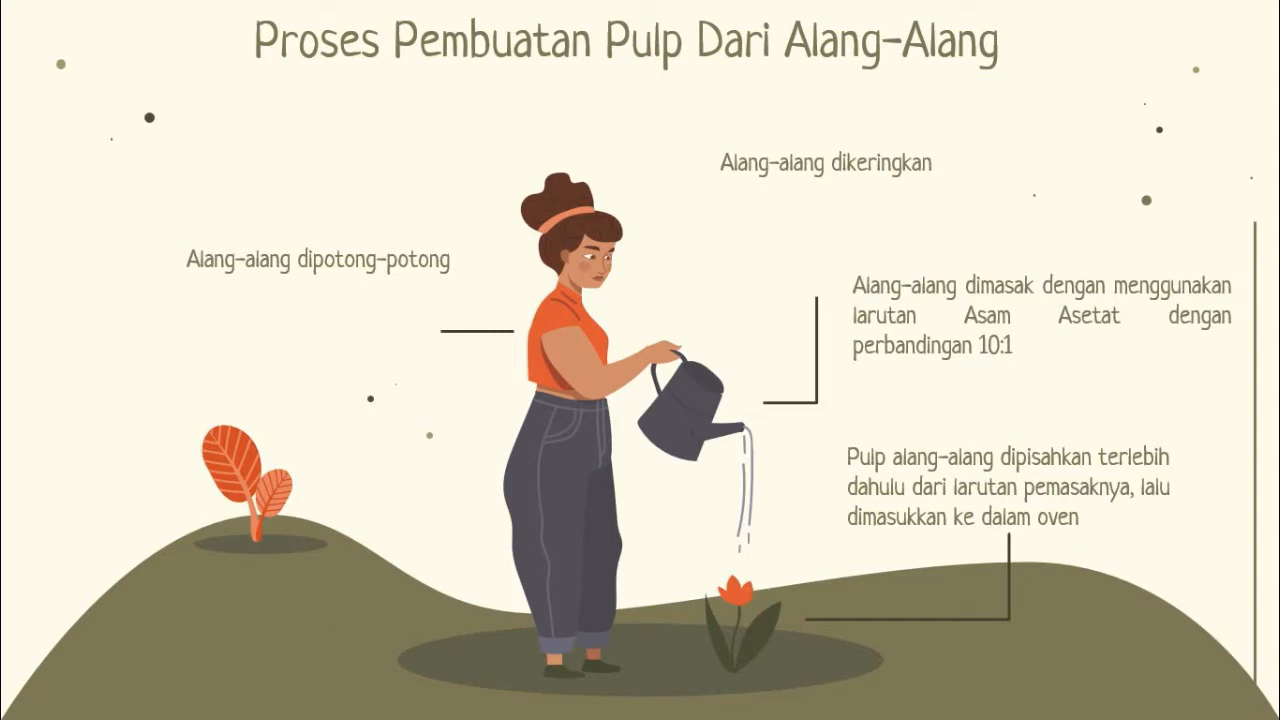 Proses Pembuatan Pulp Dari Alang-Alang
Alang-alang dikeringkan
Alang-alang dipotong-potong
Alang-alang dimasak dengan menggunakan
larutan Asam Asetat dengan
perbandingan 10:1
Pulp alang-alang dipisahkan terlebih
dahulu dari larutan pemasaknya, lalu
dimasukkan ke dalam oven